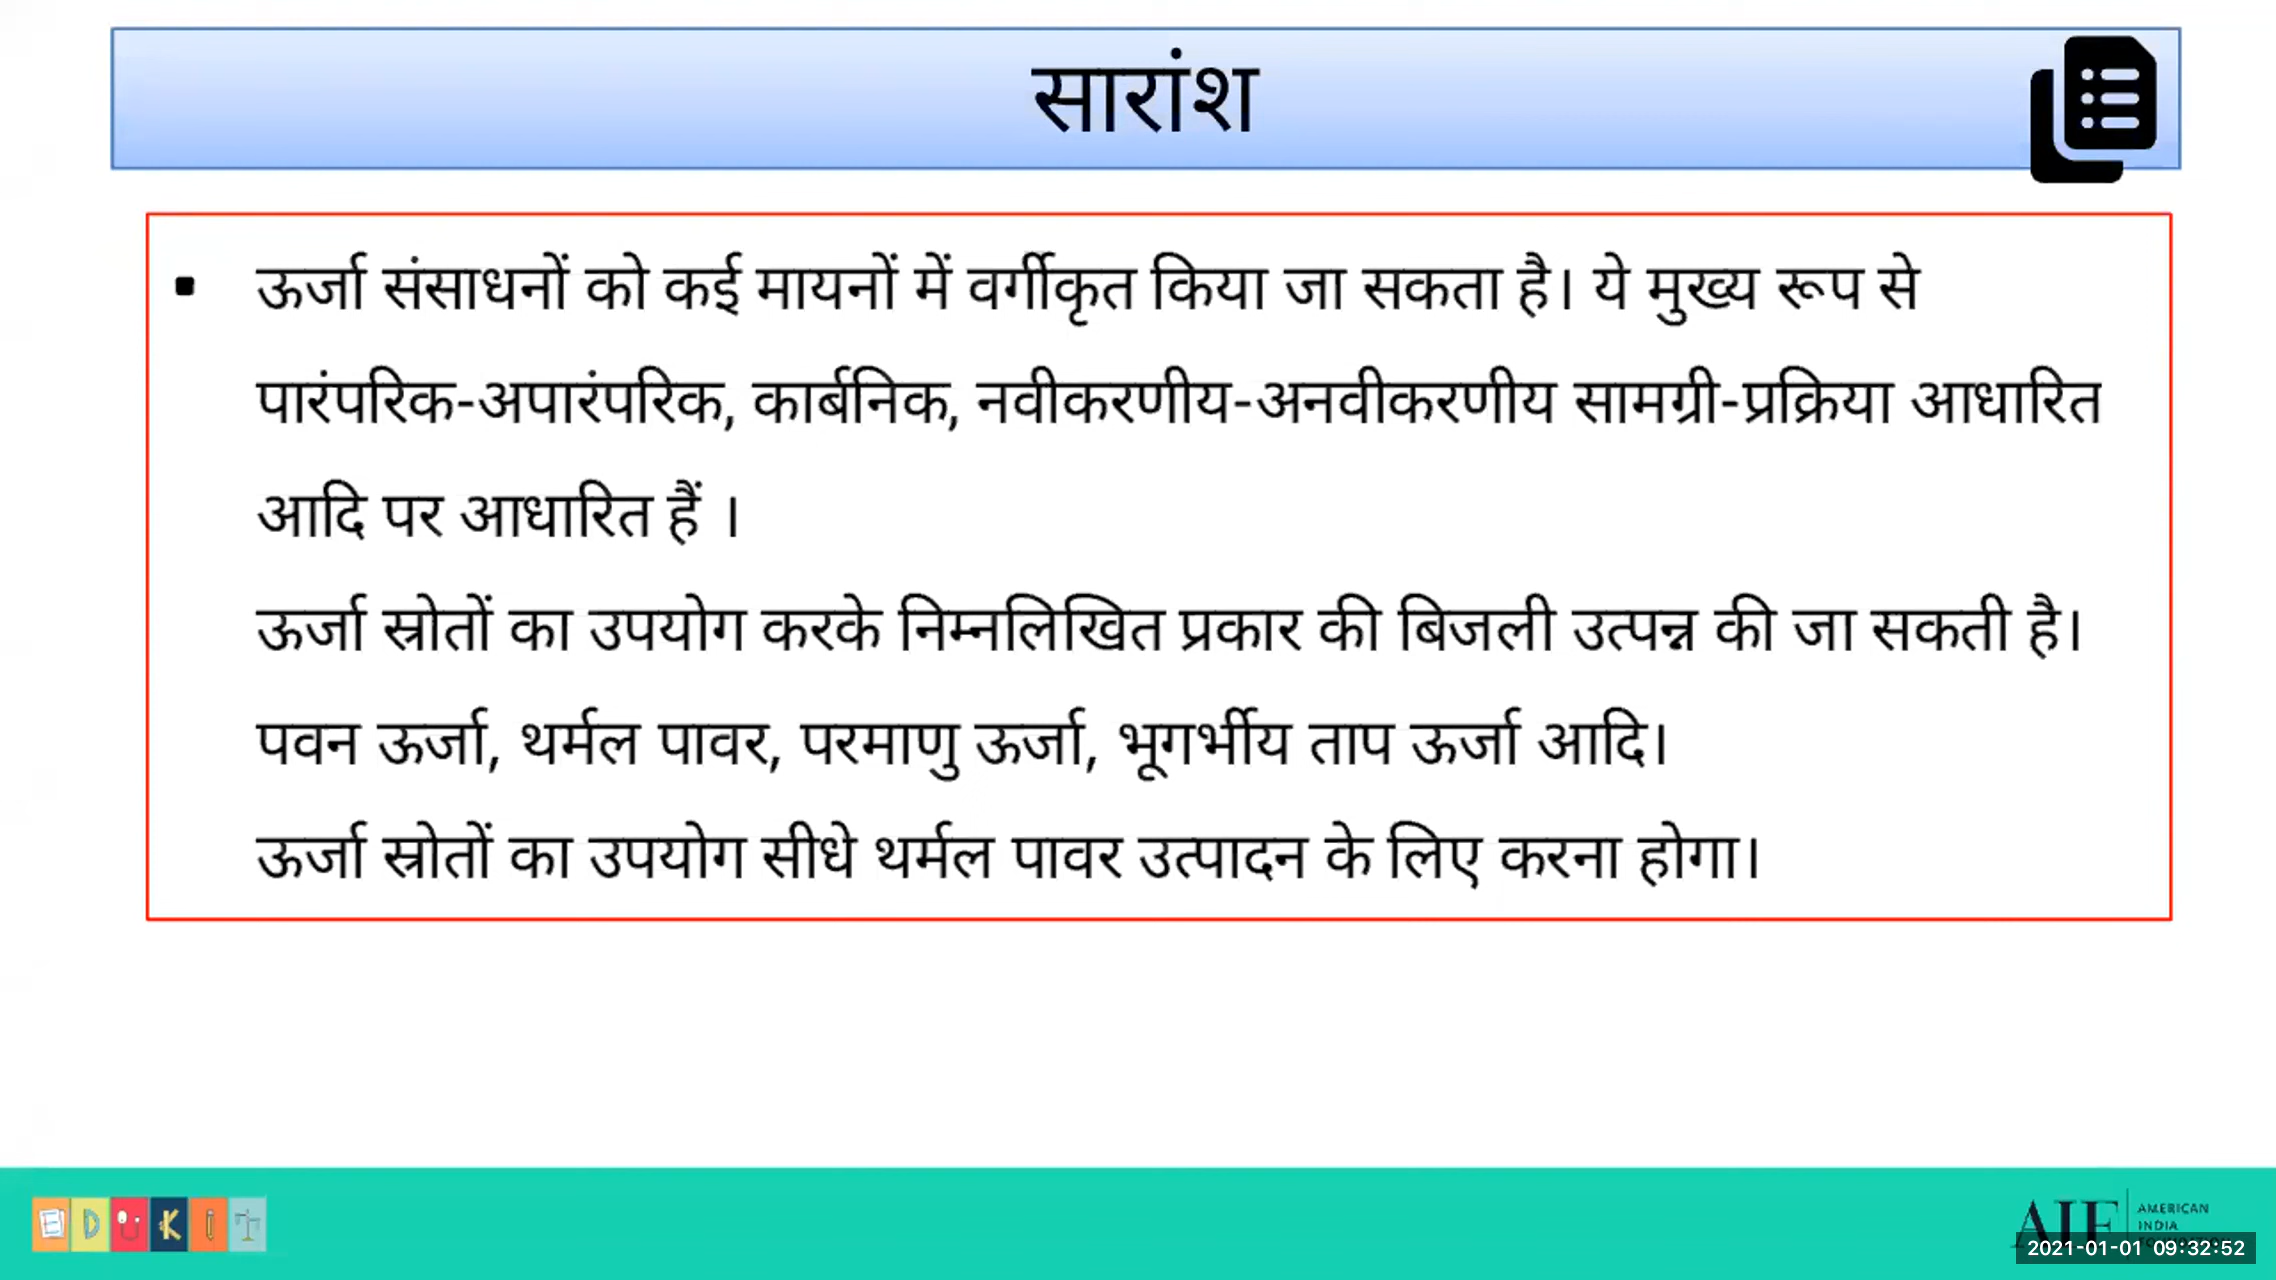 सारांश
▪ ऊर्जा संसाधनों को कई मायनों में वर्गीकृत किया जा सकता है। ये मुख्य रूप से
पारंपरिक-अपारंपरिक, कार्बनिक, नवीकरणीय-अनवीकरणीय सामग्री-प्रक्रिया आधारित
आदि पर आधारित हैं ।
ऊर्जा स्रोतों का उपयोग करके निम्नलिखित प्रकार की बिजली उत्पन्न की जा सकती है।
पवन ऊर्जा, थर्मल पावर, परमाणु ऊर्जा, भूगर्भीय ताप ऊर्जा आदि।
ऊर्जा स्रोतों का उपयोग सीधे थर्मल पावर उत्पादन के लिए करना होगा।
EDUKIT
AIF AMERICAN
INDIA
2021-01-01 09:32:52